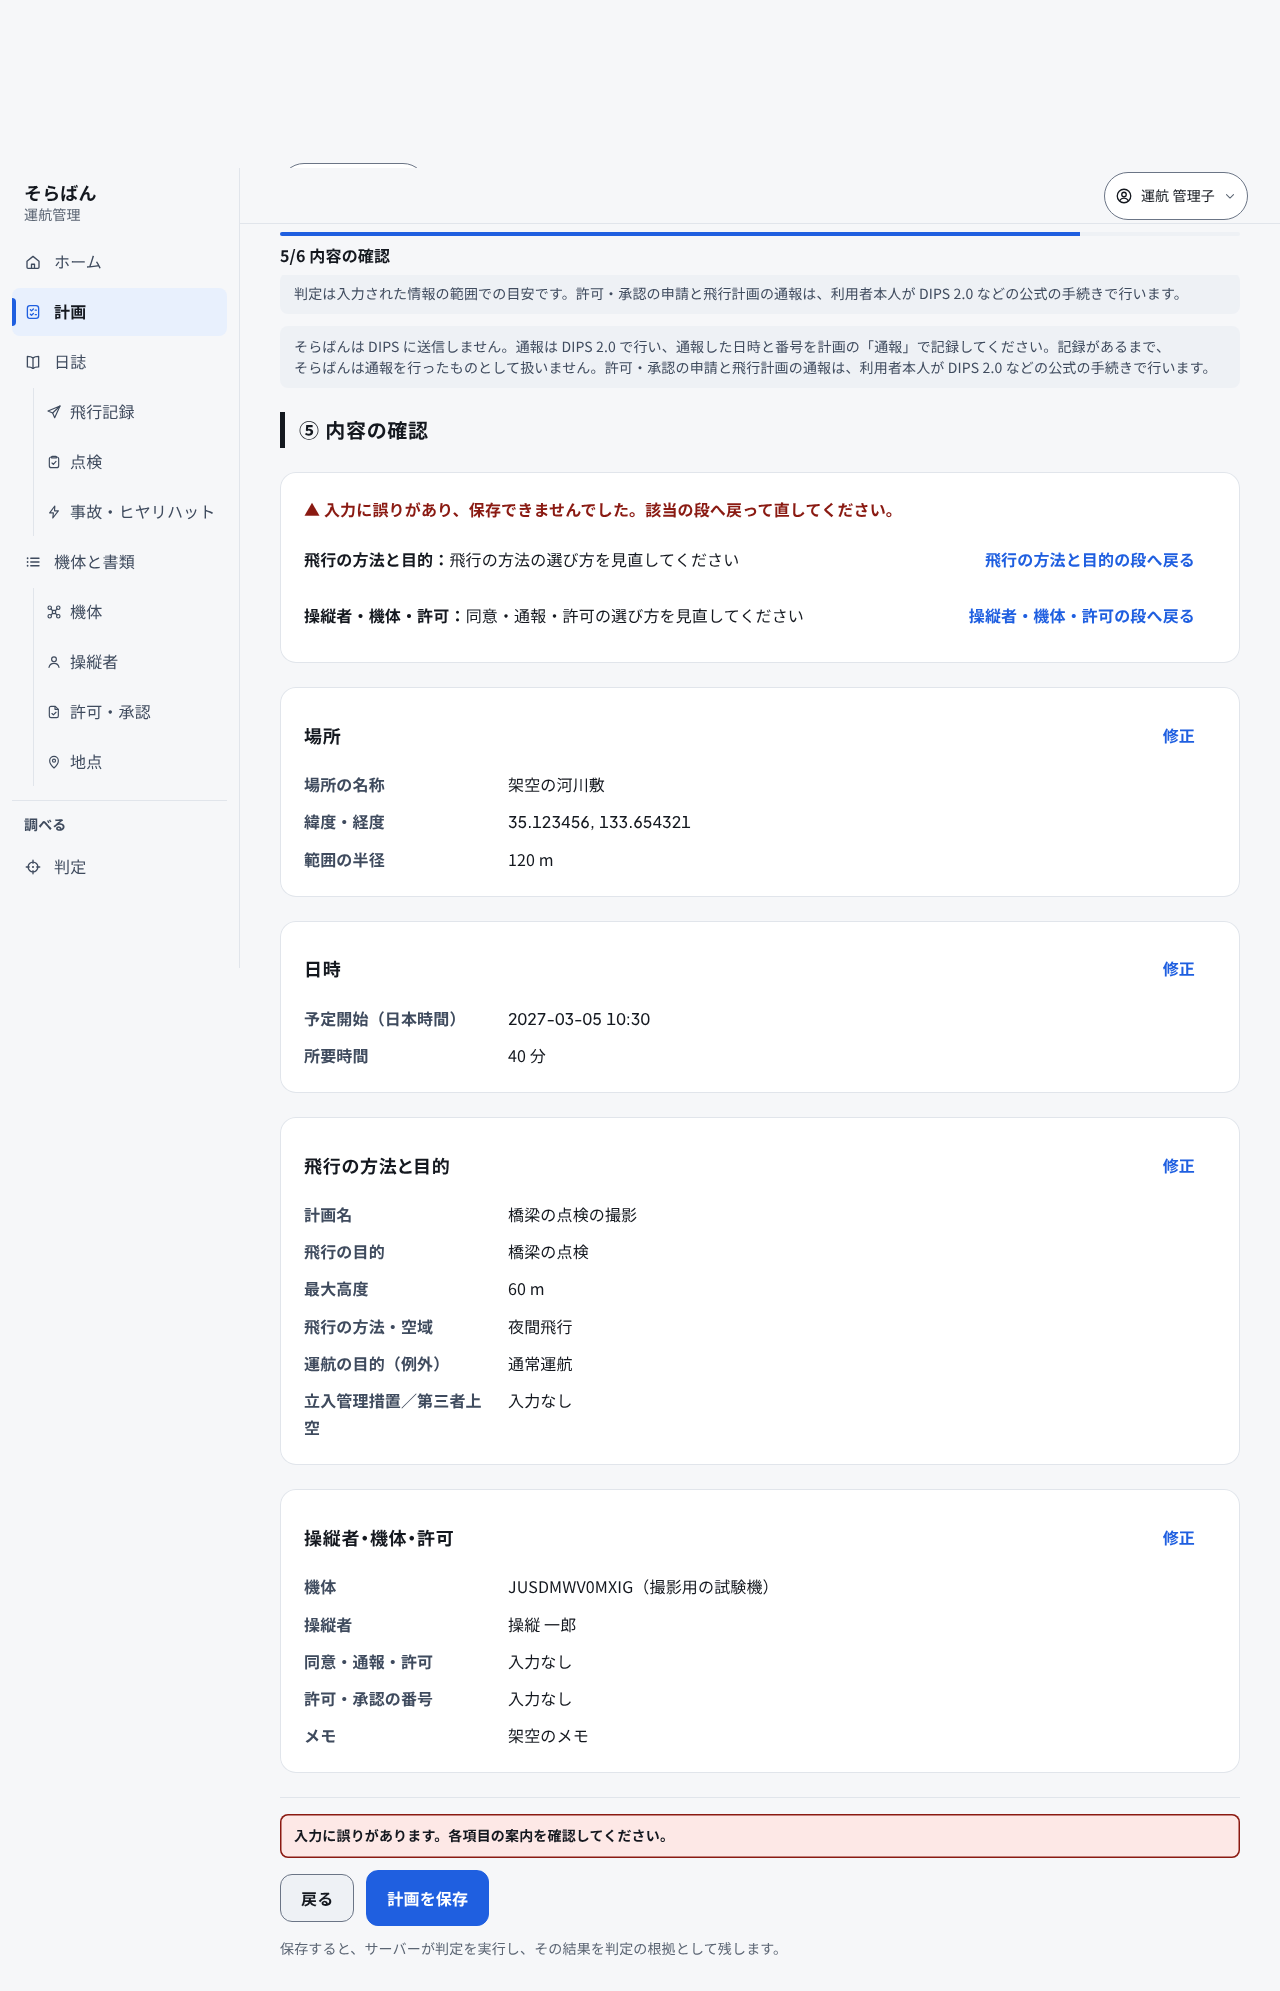 そらばん
運航管理
ホーム
計画
日誌
飛行記録
点検
事故・ヒヤリハット
機体と書類
機体
操縦者
許可・承認
地点
調べる
判定
運航 管理子
5/6 内容の確認
判定は入力された情報の範囲での目安です。許可・承認の申請と飛行計画の通報は、利用者本人が DIPS 2.0 などの公式の手続きで行います。
そらばんは DIPS に送信しません。通報は DIPS 2.0 で行い、通報した日時と番号を計画の「通報」で記録してください。記録があるまで、
そらばんは通報を行ったものとして扱いません。許可・承認の申請と飛行計画の通報は、利用者本人が DIPS 2.0 などの公式の手続きで行います。
⑤ 内容の確認
▲ 入力に誤りがあり、保存できませんでした。該当の段へ戻って直してください。
飛行の方法と目的：飛行の方法の選び方を見直してください 飛行の方法と目的の段へ戻る
操縦者・機体・許可：同意・通報・許可の選び方を見直してください 操縦者・機体・許可の段へ戻る
場所 修正
場所の名称 架空の河川敷
緯度・経度 35.123456, 133.654321
範囲の半径 120 m
日時 修正
予定開始（日本時間） 2027-03-05 10:30
所要時間 40 分
飛行の方法と目的 修正
計画名 橋梁の点検の撮影
飛行の目的 橋梁の点検
最大高度 60 m
飛行の方法・空域 夜間飛行
運航の目的（例外） 通常運航
立入管理措置／第三者上 入力なし
空
操縦者・機体・許可 修正
機体 JUSDMWV0MXIG（撮影用の試験機）
操縦者 操縦 一郎
同意・通報・許可 入力なし
許可・承認の番号 入力なし
メモ 架空のメモ
入力に誤りがあります。各項目の案内を確認してください。
戻る 計画を保存
保存すると、サーバーが判定を実行し、その結果を判定の根拠として残します。